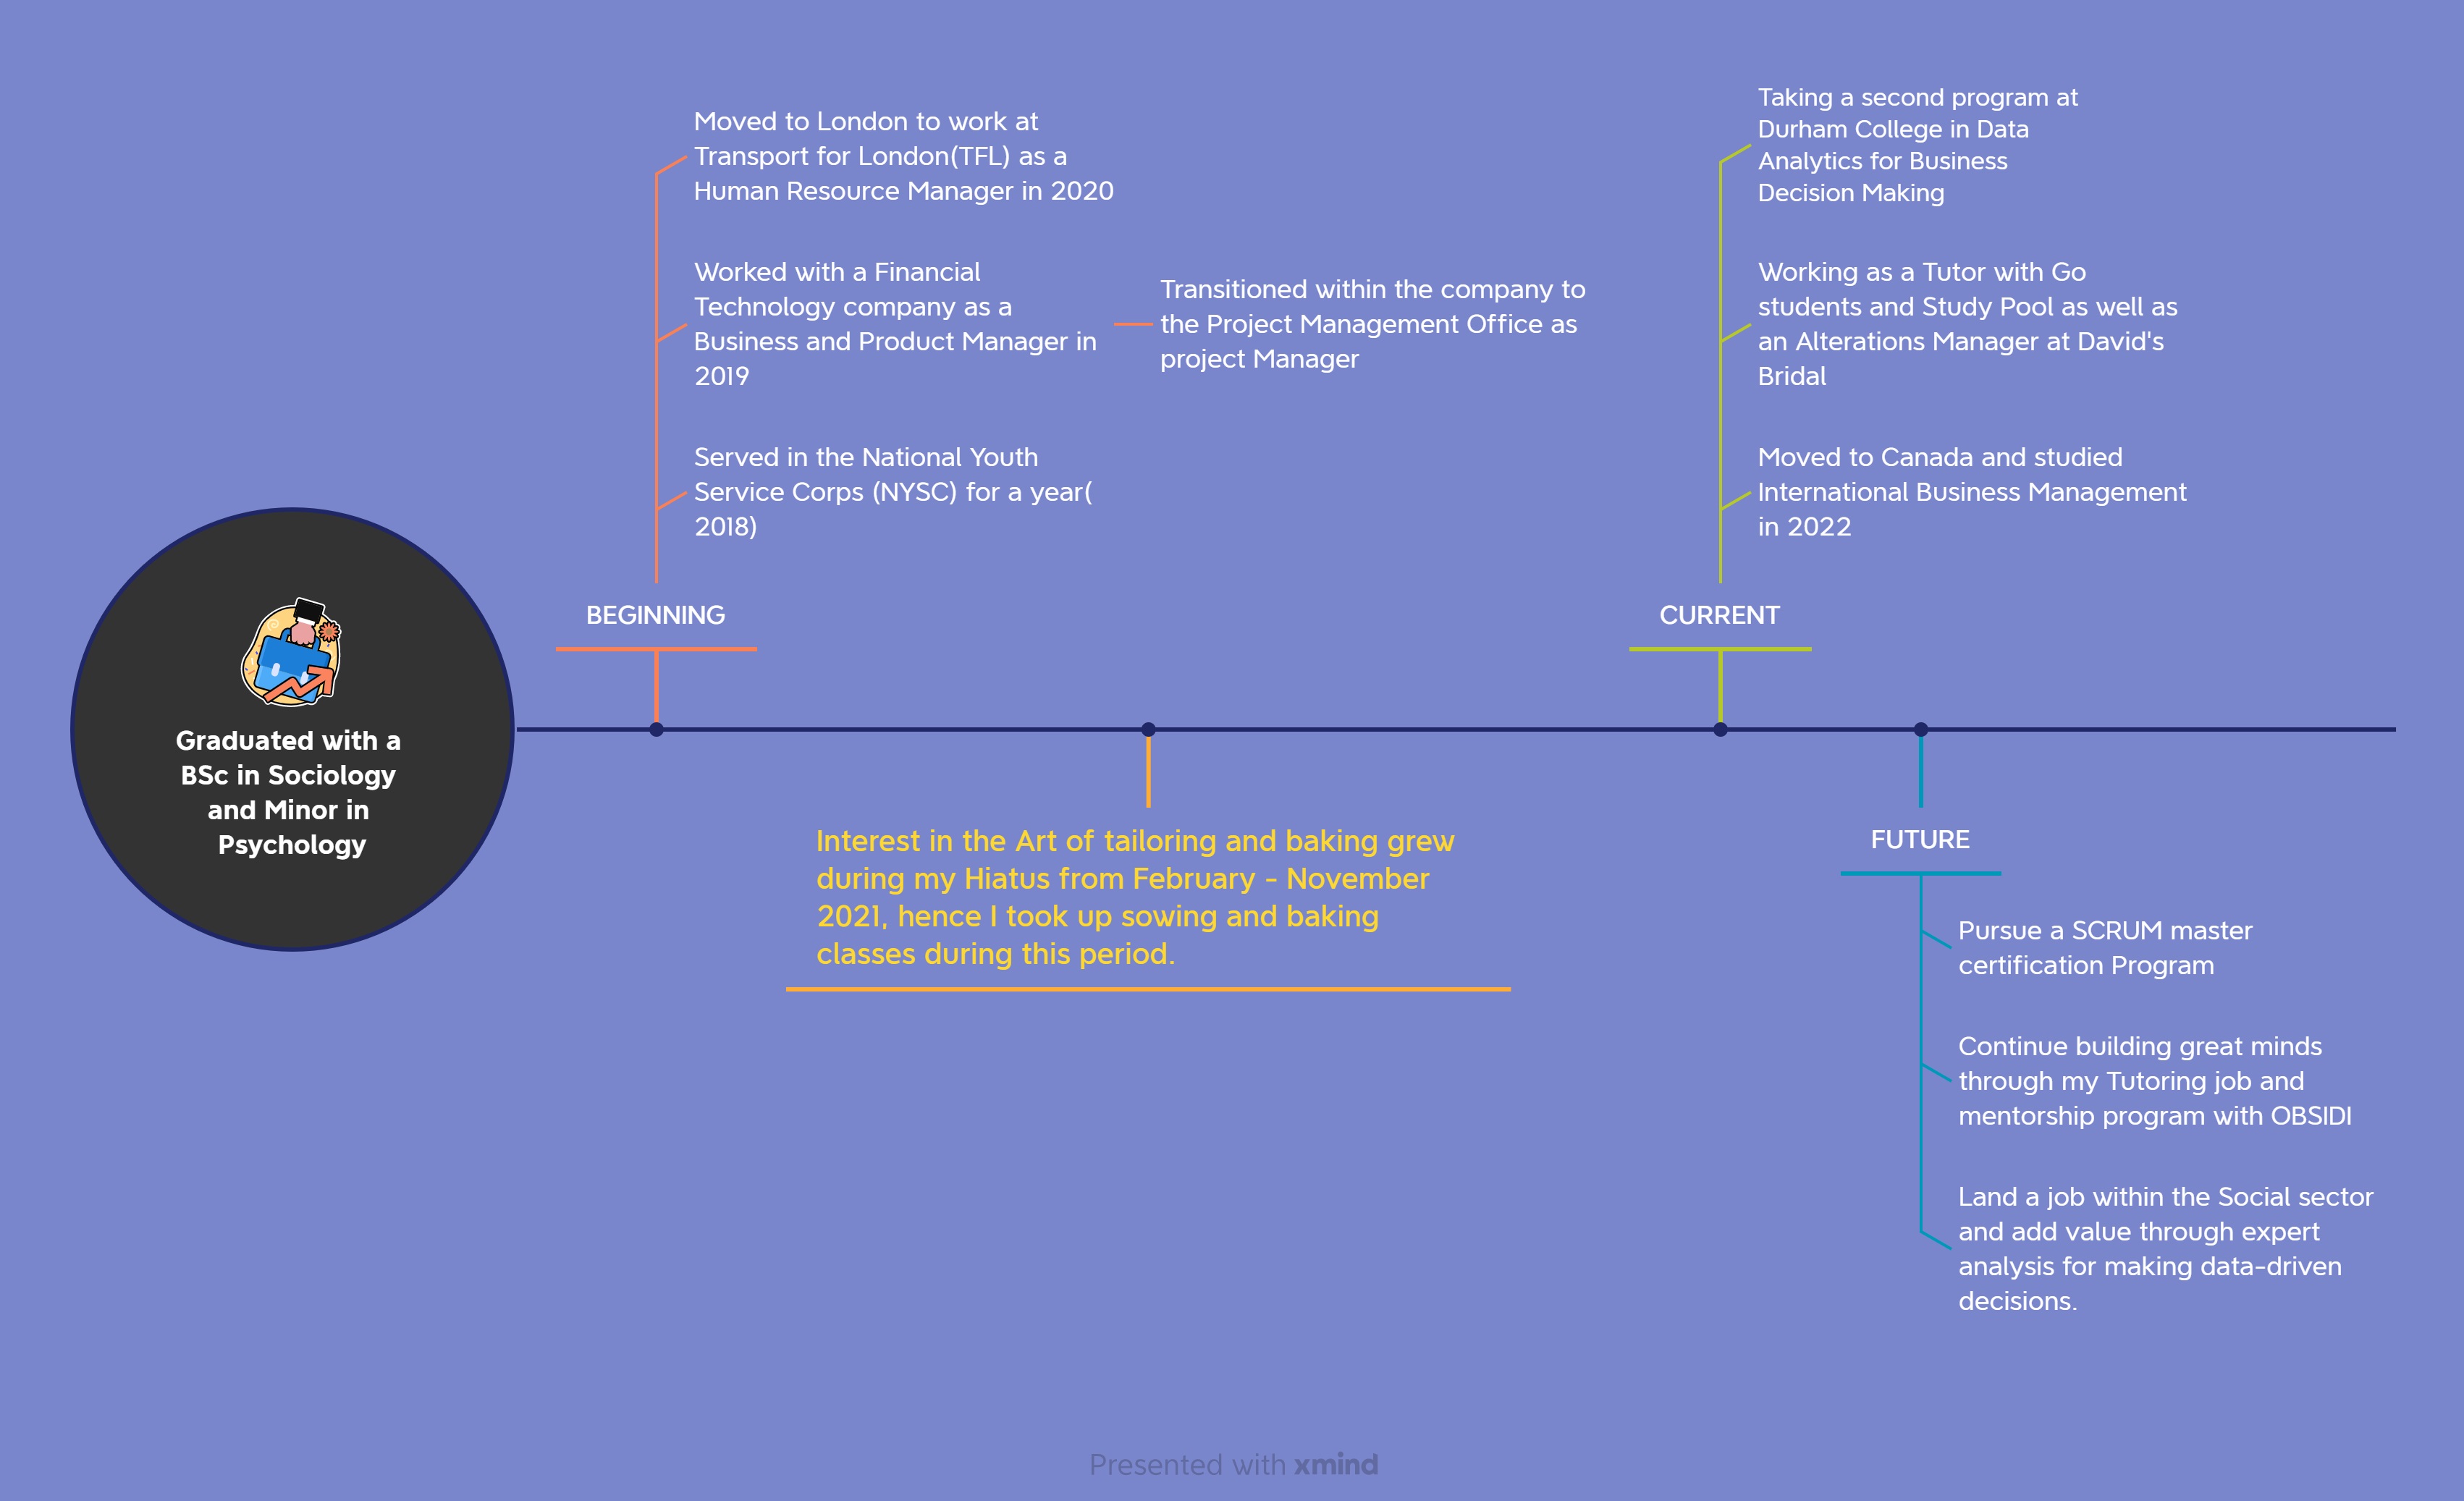 Graduated with a
BSc in Sociology
and Minor in
Psychology
BEGINNING
Moved to London to work at
Transport for London(TFL) as a
Human Resource Manager in 2020
Worked with a Financial
Technology company as a
Business and Product Manager in
2019
Transitioned within the company to
the Project Management Office as
project Manager
Served in the National Youth
Service Corps (NYSC) for a year(
2018)
Interest in the Art of tailoring and baking grew
during my Hiatus from February - November
2021, hence I took up sowing and baking
classes during this period.
CURRENT
Taking a second program at
Durham College in Data
Analytics for Business
Decision Making
Working as a Tutor with Go
students and Study Pool as well as
an Alterations Manager at David's
Bridal
Moved to Canada and studied
International Business Management
in 2022
FUTURE
Pursue a SCRUM master
certification Program
Continue building great minds
through my Tutoring job and
mentorship program with OBSIDI
Land a job within the Social sector
and add value through expert
analysis for making data-driven
decisions.
Presented with xmind